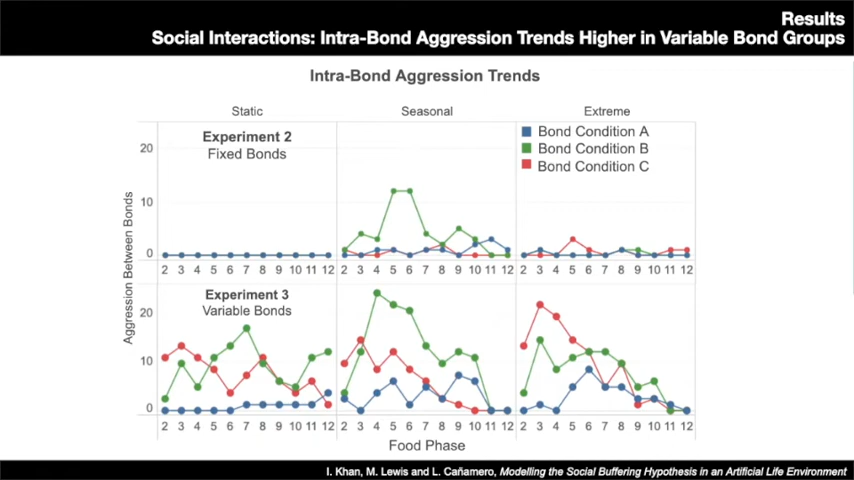 Results
Social Interactions: Intra-Bond Aggression Trends Higher in Variable Bond Groups
Intra-Bond Aggression Trends
Static Seasonal Extreme
Experiment 2
Fixed Bonds
Bond Condition A
Bond Condition B
Bond Condition C
Aggression Between Bonds
20
10
0
2 3 4 5 6 7 8 9 10 11 12 2 3 4 5 6 7 8 9 10 11 12 2 3 4 5 6 7 8 9 10 11 12
Experiment 3
Variable Bonds
20
10
0
2 3 4 5 6 7 8 9 10 11 12 2 3 4 5 6 7 8 9 10 11 12 2 3 4 5 6 7 8 9 10 11 12
Food Phase
I. Khan, M. Lewis and L. Cañamero, Modelling the Social Buffering Hypothesis in an Artificial Life Environment